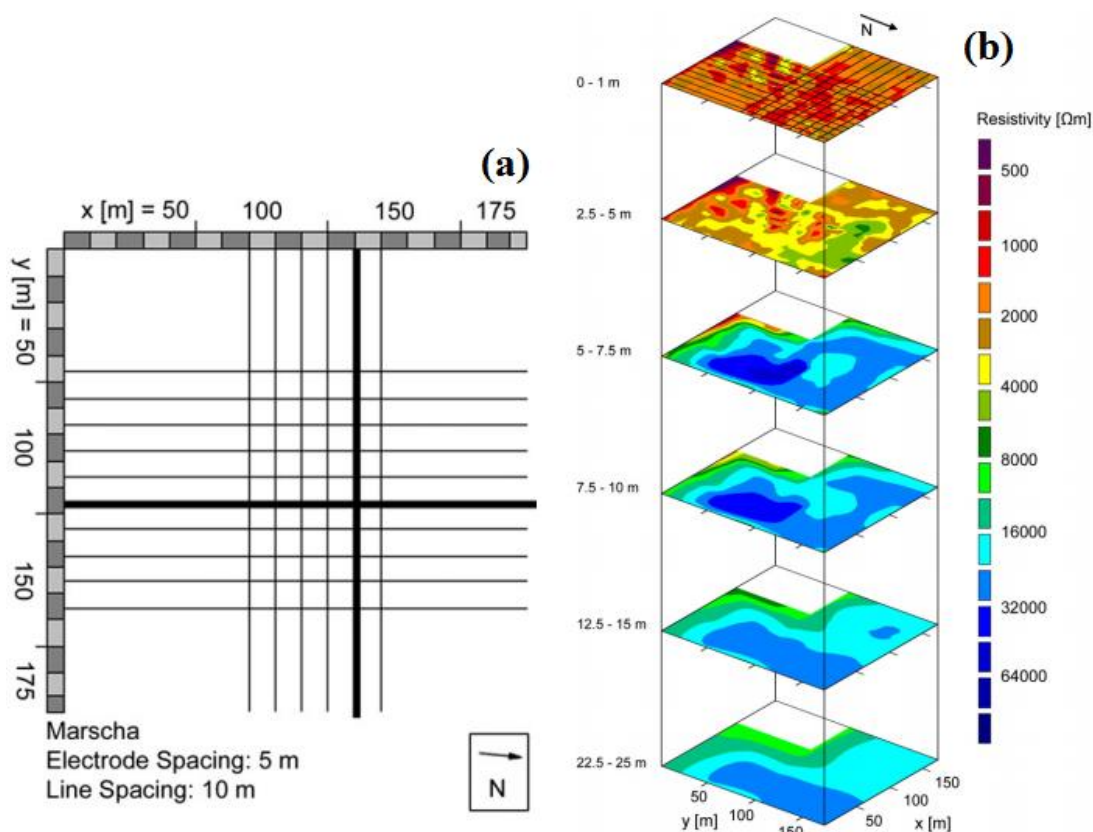 (a)
x [m] = 50 100 150 175
y [m] = 50 100 150 175
Marscha
Electrode Spacing: 5 m
Line Spacing: 10 m
N
(b)
N
0 - 1 m
2.5 - 5 m
5 - 7.5 m
7.5 - 10 m
12.5 - 15 m
22.5 - 25 m
Resistivity [Ωm]
500
1000
2000
4000
8000
16000
32000
64000
50 100 150
y [m]
50 100 150
x [m]